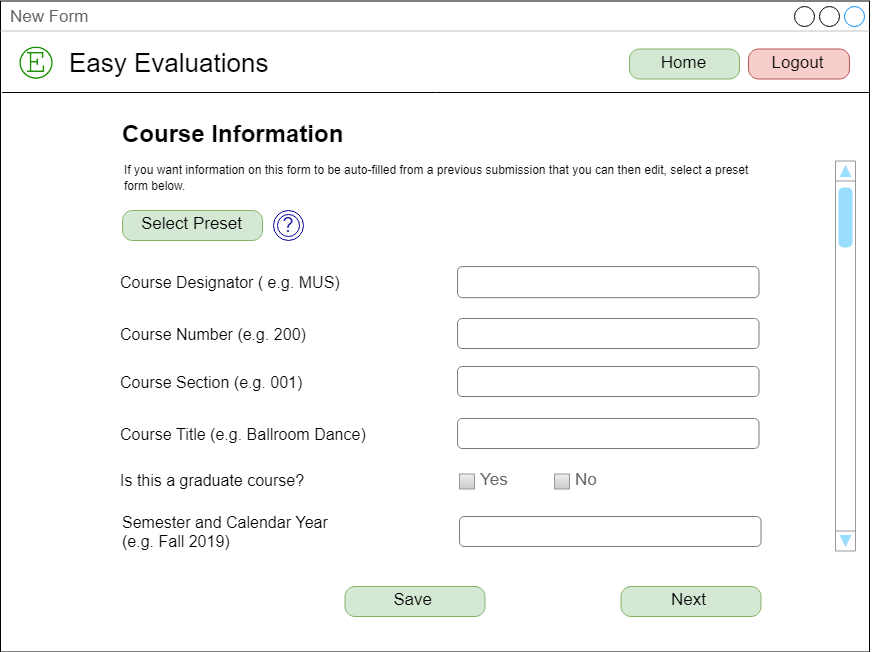 New Form
E Easy Evaluations
Home
Logout
Course Information
If you want information on this form to be auto-filled from a previous submission that you can then edit, select a preset
form below.
Select Preset
?
Course Designator ( e.g. MUS)
Course Number (e.g. 200)
Course Section (e.g. 001)
Course Title (e.g. Ballroom Dance)
Is this a graduate course?
Yes
No
Semester and Calendar Year
(e.g. Fall 2019)
Save
Next